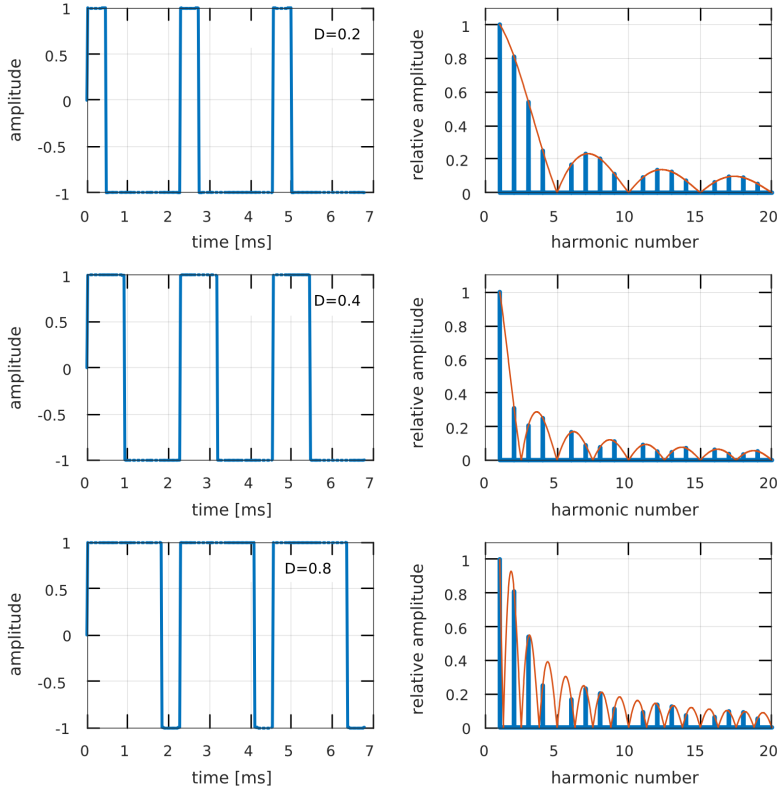 1
0.5
0
-0.5
-1
amplitude
D=0.2
0 1 2 3 4 5 6 7
time [ms]
1
0.8
0.6
0.4
0.2
0
relative amplitude
0 5 10 15 20
harmonic number
1
0.5
0
-0.5
-1
amplitude
D=0.4
0 1 2 3 4 5 6 7
time [ms]
1
0.8
0.6
0.4
0.2
0
relative amplitude
0 5 10 15 20
harmonic number
1
0.5
0
-0.5
-1
amplitude
D=0.8
0 1 2 3 4 5 6 7
time [ms]
1
0.8
0.6
0.4
0.2
0
relative amplitude
0 5 10 15 20
harmonic number